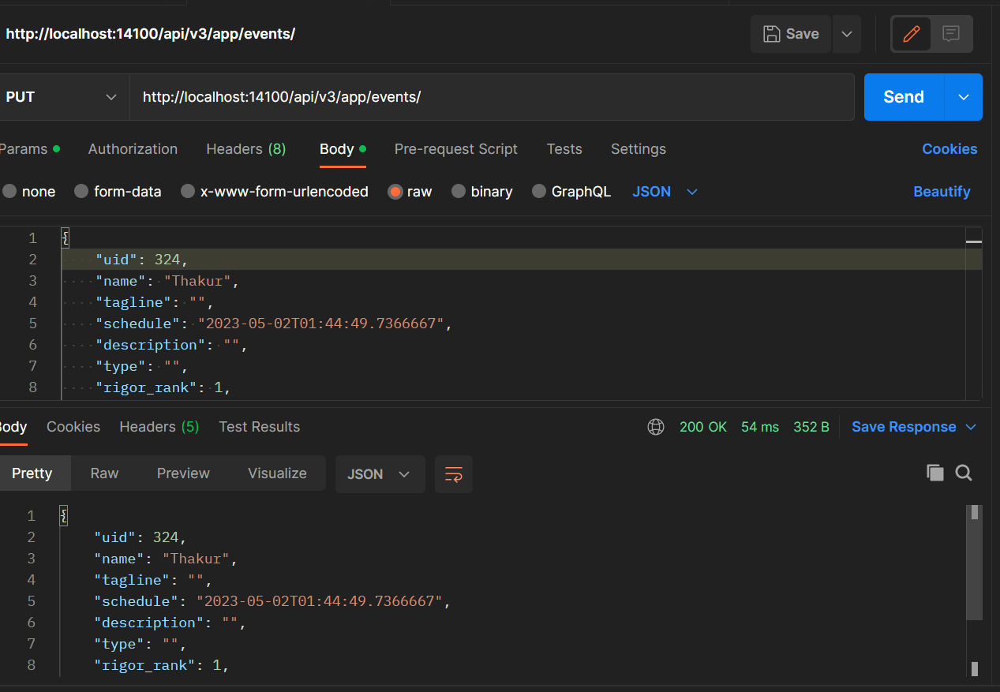 http://localhost:14100/api/v3/app/events/ Save
PUT http://localhost:14100/api/v3/app/events/ Send
Params Authorization Headers (8) Body Pre-request Script Tests Settings Cookies
none form-data x-www-form-urlencoded raw binary GraphQL JSON Beautify
1 {
2 "uid": 324,
3 "name": "Thakur",
4 "tagline": "",
5 "schedule": "2023-05-02T01:44:49.7366667",
6 "description": "",
7 "type": "",
8 "rigor_rank": 1,
Body Cookies Headers (5) Test Results 200 OK 54 ms 352 B Save Response
Pretty Raw Preview Visualize JSON
1 {
2 "uid": 324,
3 "name": "Thakur",
4 "tagline": "",
5 "schedule": "2023-05-02T01:44:49.7366667",
6 "description": "",
7 "type": "",
8 "rigor_rank": 1,